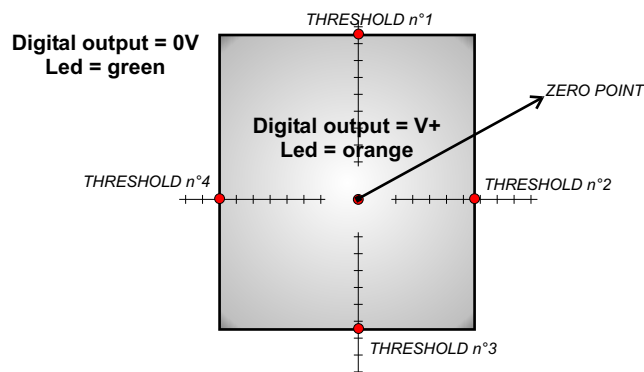 THRESHOLD n°1
Digital output = 0V
Led = green
ZERO POINT
Digital output = V+
Led = orange
THRESHOLD n°4
THRESHOLD n°2
THRESHOLD n°3